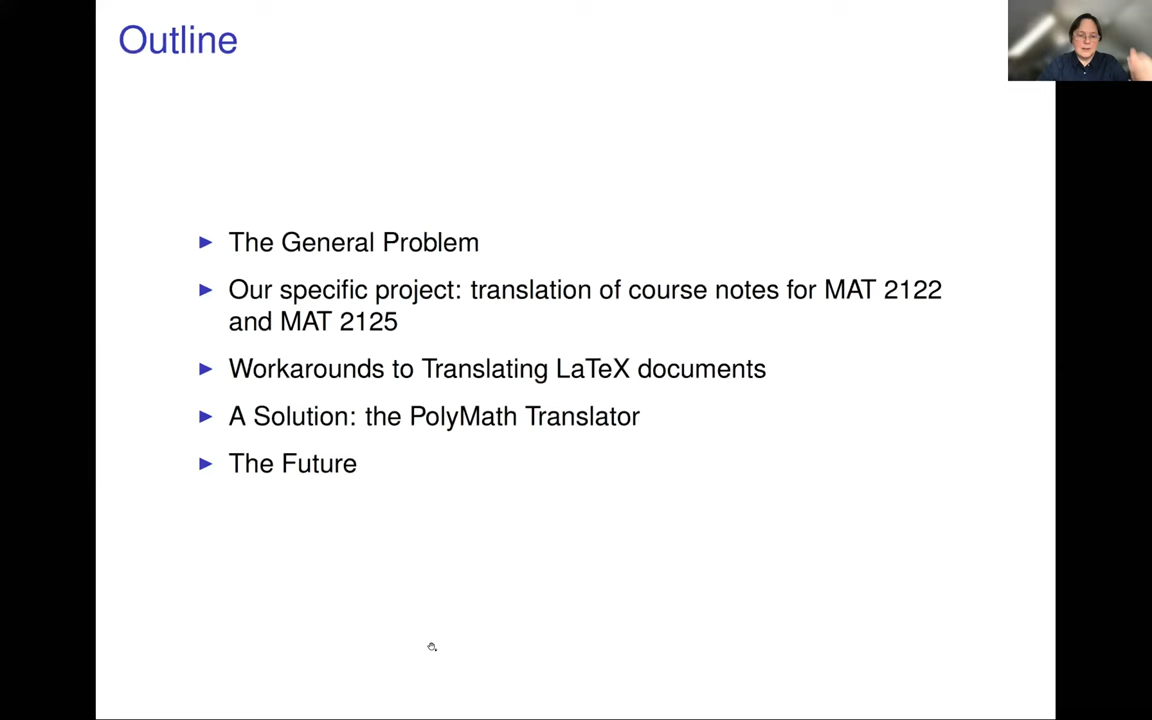 Outline
The General Problem
Our specific project: translation of course notes for MAT 2122
and MAT 2125
Workarounds to Translating LaTeX documents
A Solution: the PolyMath Translator
The Future